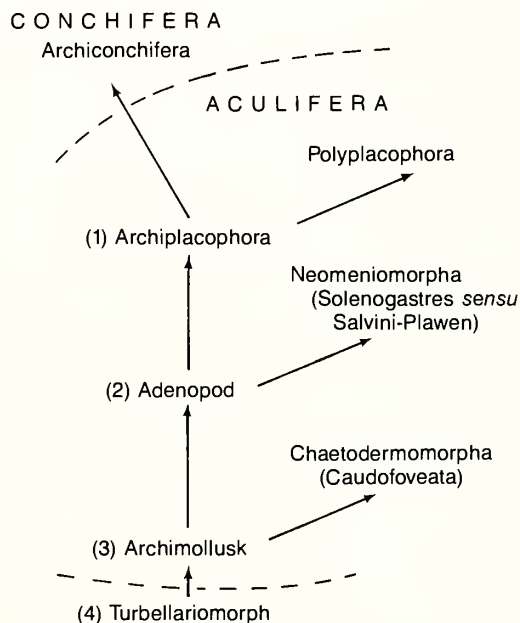 CONCHIFERA
Archiconchifera
ACULIFERA
Polyplacophora
(1) Archiplacophora
Neomeniomorpha
(Solenogastres sensu
Salvini-Plawen)
(2) Adenopod
Chaetodermomorpha
(Caudofoveata)
(3) Archimollusk
(4) Turbellariomorph